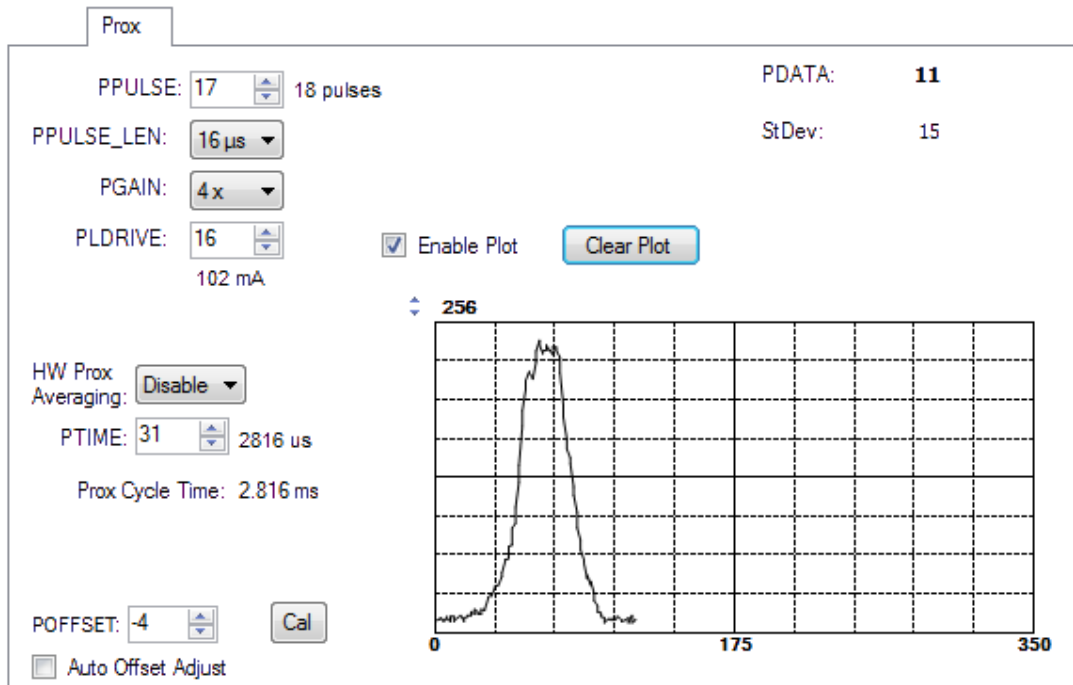 Prox
PPULSE: 17 18 pulses
PDATA: 11
PPULSE_LEN: 16 µs
StDev: 15
PGAIN: 4 x
PLDRIVE: 16
102 mA
Enable Plot
Clear Plot
256
HW Prox
Averaging: Disable
PTIME: 31 2816 us
Prox Cycle Time: 2.816 ms
POFFSET: -4 Cal
Auto Offset Adjust
0 175 350